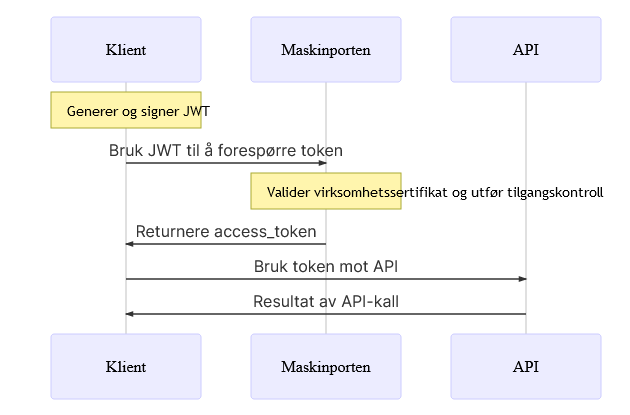 Klient
Maskinporten
API
Generer og signer JWT
Bruk JWT til å forespørre token
Valider virksomhetssertifikat og utfør tilgangskontroll
Returnere access_token
Bruk token mot API
Resultat av API-kall
Klient
Maskinporten
API